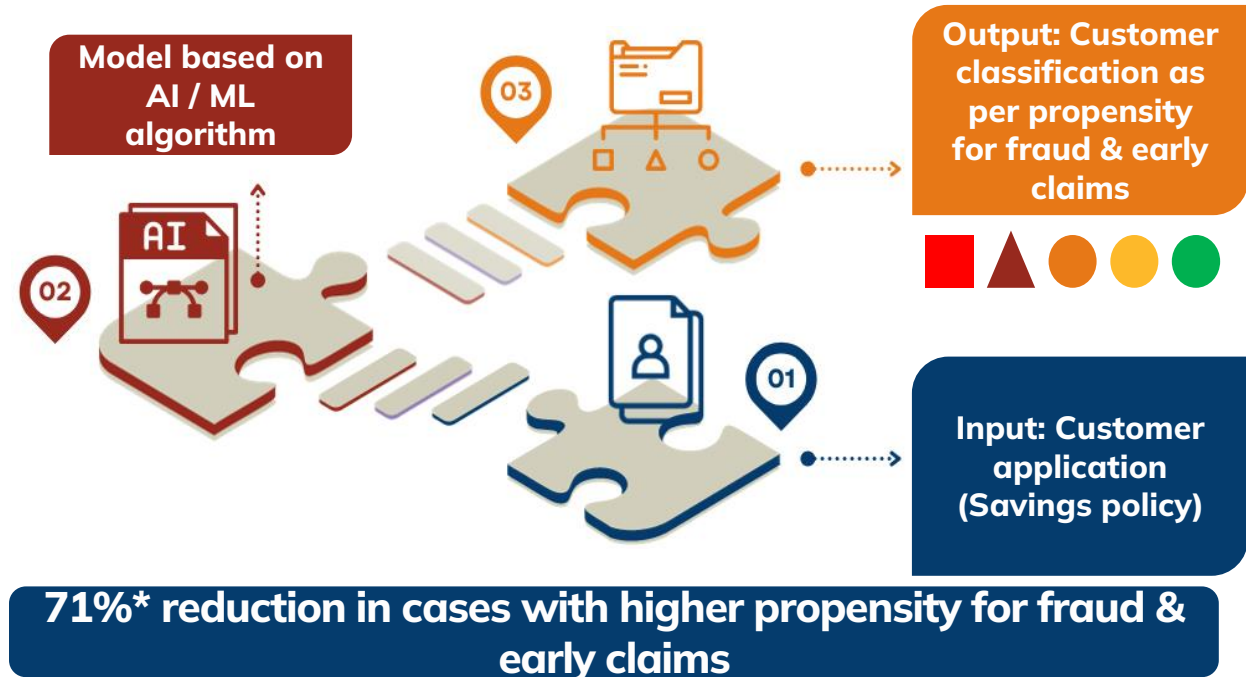 Model based on
AI / ML
algorithm
03
Output: Customer
classification as
per propensity
for fraud & early
claims
AI
02
01
Input: Customer
application
(Savings policy)
71%* reduction in cases with higher propensity for fraud &
early claims